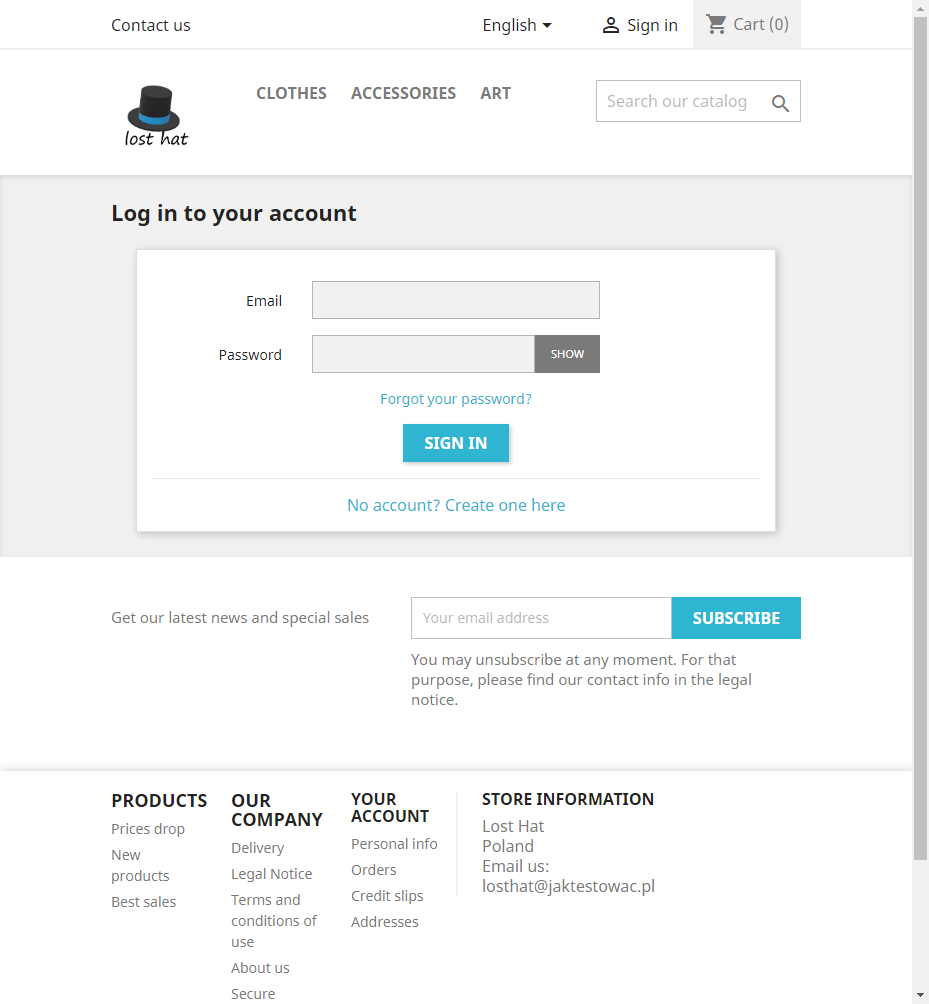 Contact us
English
Sign in
Cart (0)
lost hat
CLOTHES
ACCESSORIES
ART
Search our catalog
Log in to your account
Email
Password
SHOW
Forgot your password?
SIGN IN
No account? Create one here
Get our latest news and special sales
Your email address
SUBSCRIBE
You may unsubscribe at any moment. For that
purpose, please find our contact info in the legal
notice.
PRODUCTS
Prices drop
New
products
Best sales
OUR
COMPANY
Delivery
Legal Notice
Terms and
conditions of
use
About us
Secure
YOUR
ACCOUNT
Personal info
Orders
Credit slips
Addresses
STORE INFORMATION
Lost Hat
Poland
Email us:
losthat@jaktestowac.pl